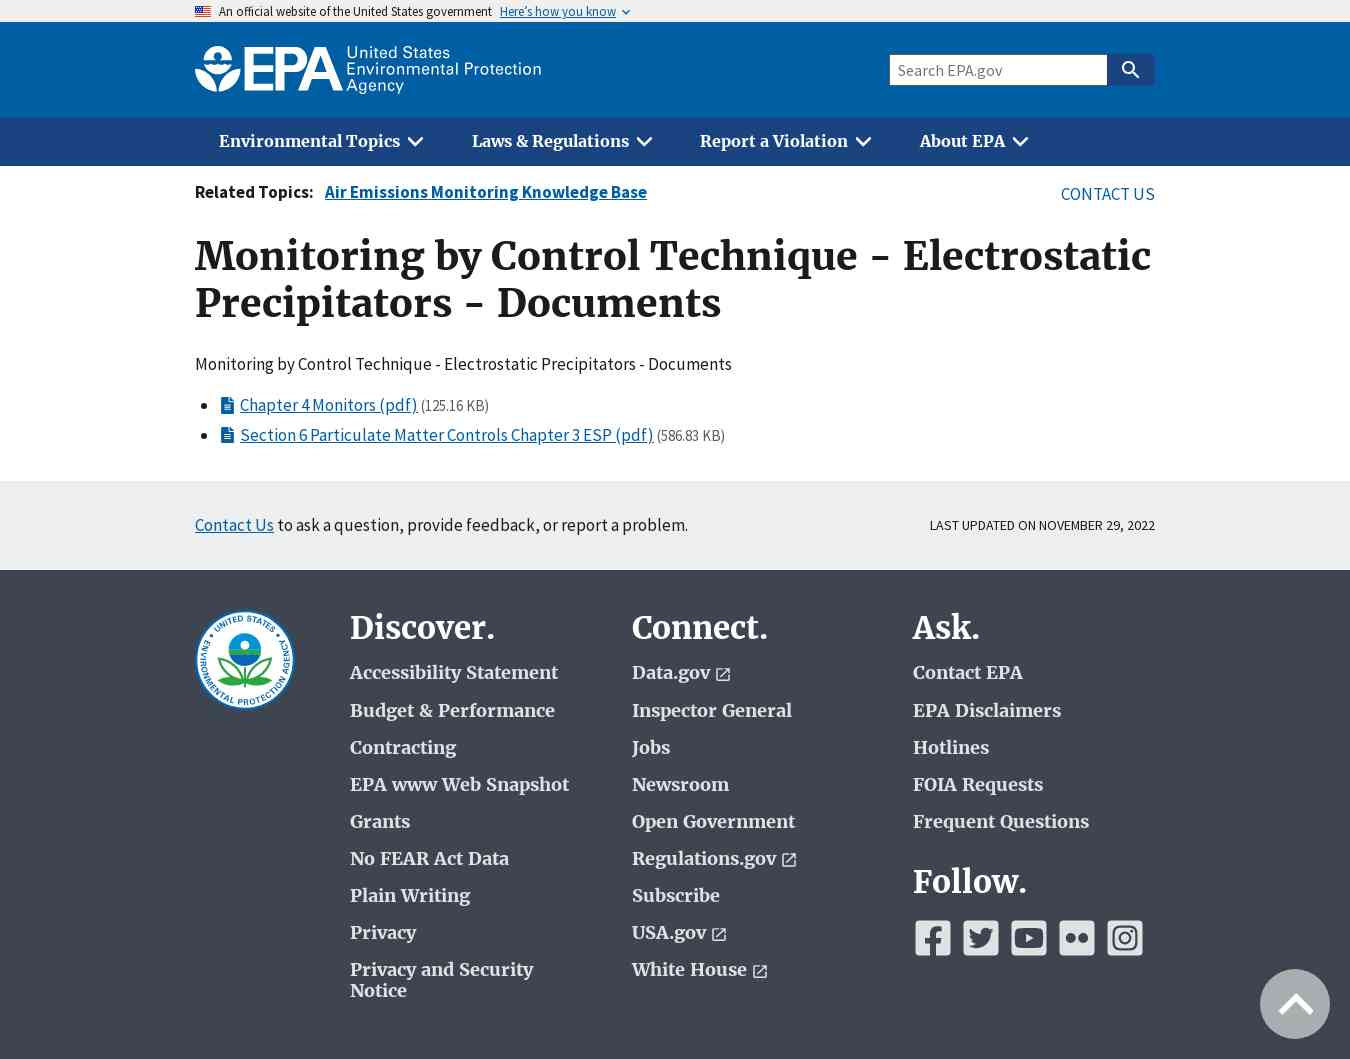 An official website of the United States government Here's how you know
EPA United States
Environmental Protection
Agency
Search EPA.gov
Environmental Topics Laws & Regulations Report a Violation About EPA
Related Topics: Air Emissions Monitoring Knowledge Base CONTACT US
Monitoring by Control Technique - Electrostatic
Precipitators - Documents
Monitoring by Control Technique - Electrostatic Precipitators - Documents
Chapter 4 Monitors (pdf) (125.16 KB)
Section 6 Particulate Matter Controls Chapter 3 ESP (pdf) (586.83 KB)
Contact Us to ask a question, provide feedback, or report a problem.
LAST UPDATED ON NOVEMBER 29, 2022
UNITED STATES
ENVIRONMENTAL PROTECTION AGENCY
Discover.
Accessibility Statement
Budget & Performance
Contracting
EPA www Web Snapshot
Grants
No FEAR Act Data
Plain Writing
Privacy
Privacy and Security
Notice
Connect.
Data.gov
Inspector General
Jobs
Newsroom
Open Government
Regulations.gov
Subscribe
USA.gov
White House
Ask.
Contact EPA
EPA Disclaimers
Hotlines
FOIA Requests
Frequent Questions
Follow.